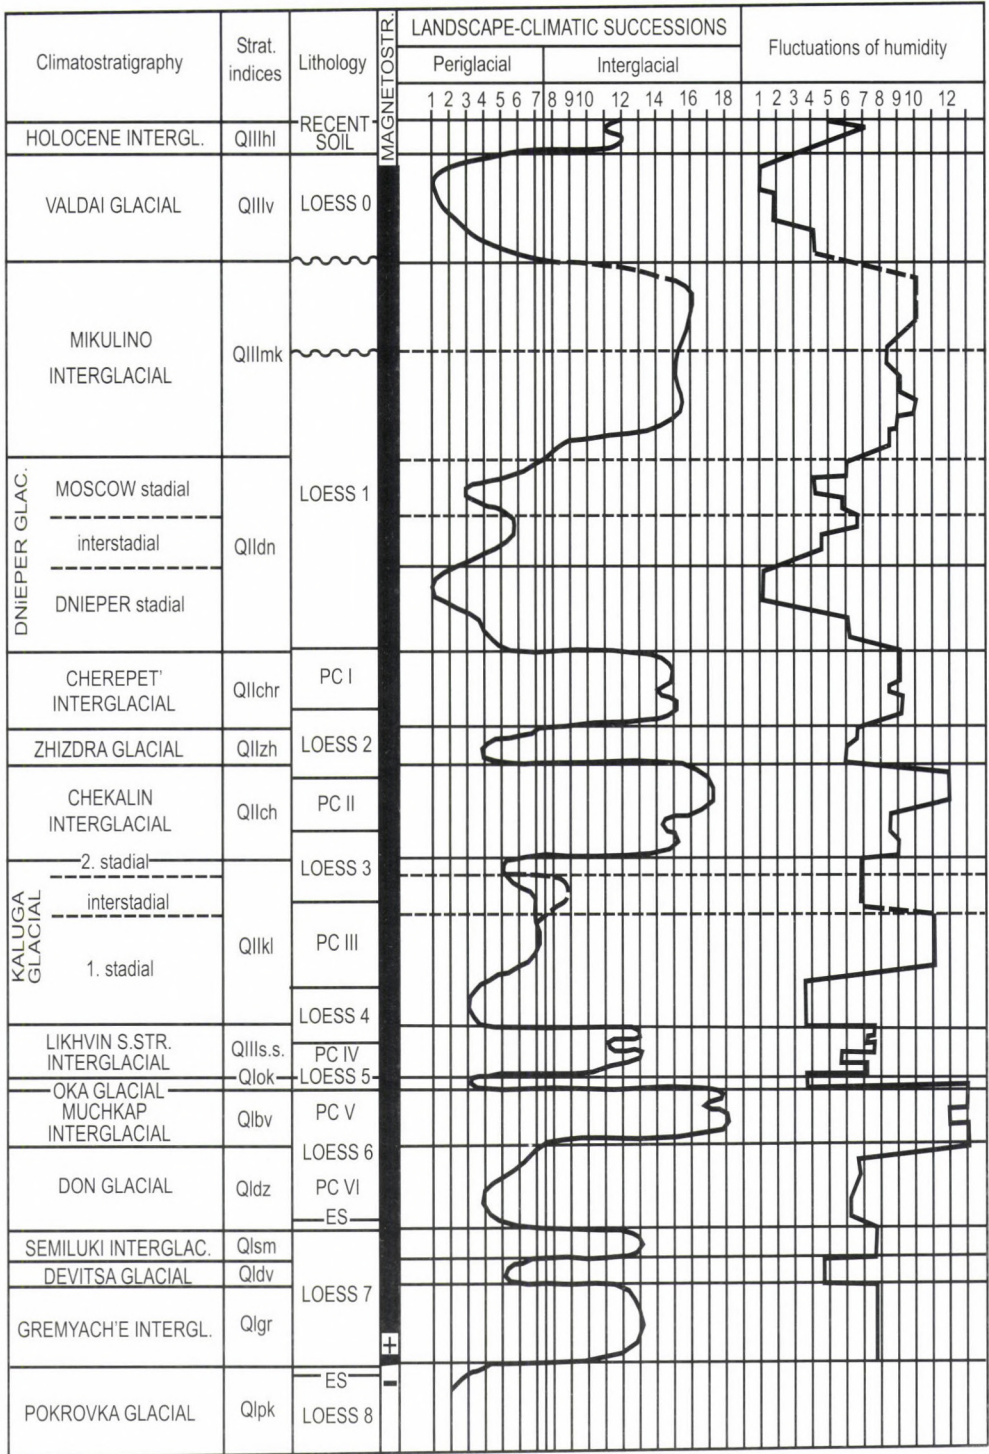 Climatostratigraphy
Strat.
indices
Lithology
MAGNETOSTR.
LANDSCAPE-CLIMATIC SUCCESSIONS
Periglacial
Interglacial
Fluctuations of humidity
1 2 3 4 5 6 7 8 9 10 12 14 16 18
1 2 3 4 5 6 7 8 9 10 12
HOLOCENE INTERGL.
QIIIhl
RECENT
SOIL
VALDAI GLACIAL
QIIIv
LOESS 0
MIKULINO
INTERGLACIAL
QIIImk
DNiEPER GLAC.
MOSCOW stadial
interstadial
DNIEPER stadial
QIIdn
LOESS 1
CHEREPET'
INTERGLACIAL
QIIchr
PC I
ZHIZDRA GLACIAL
QIIzh
LOESS 2
CHEKALIN
INTERGLACIAL
QIIch
PC II
KALUGA
GLACIAL
2. stadial
interstadial
1. stadial
QIIkl
LOESS 3
PC III
LOESS 4
LIKHVIN S.STR.
INTERGLACIAL
QIIIs.s.
PC IV
OKA GLACIAL
QIok
LOESS 5
MUCHKAP
INTERGLACIAL
QIbv
PC V
LOESS 6
DON GLACIAL
QIdz
PC VI
ES
SEMILUKI INTERGLAC.
QIsm
DEVITSA GLACIAL
QIdv
LOESS 7
GREMYACH'E INTERGL.
QIgr
+
ES
–
POKROVKA GLACIAL
QIpk
LOESS 8